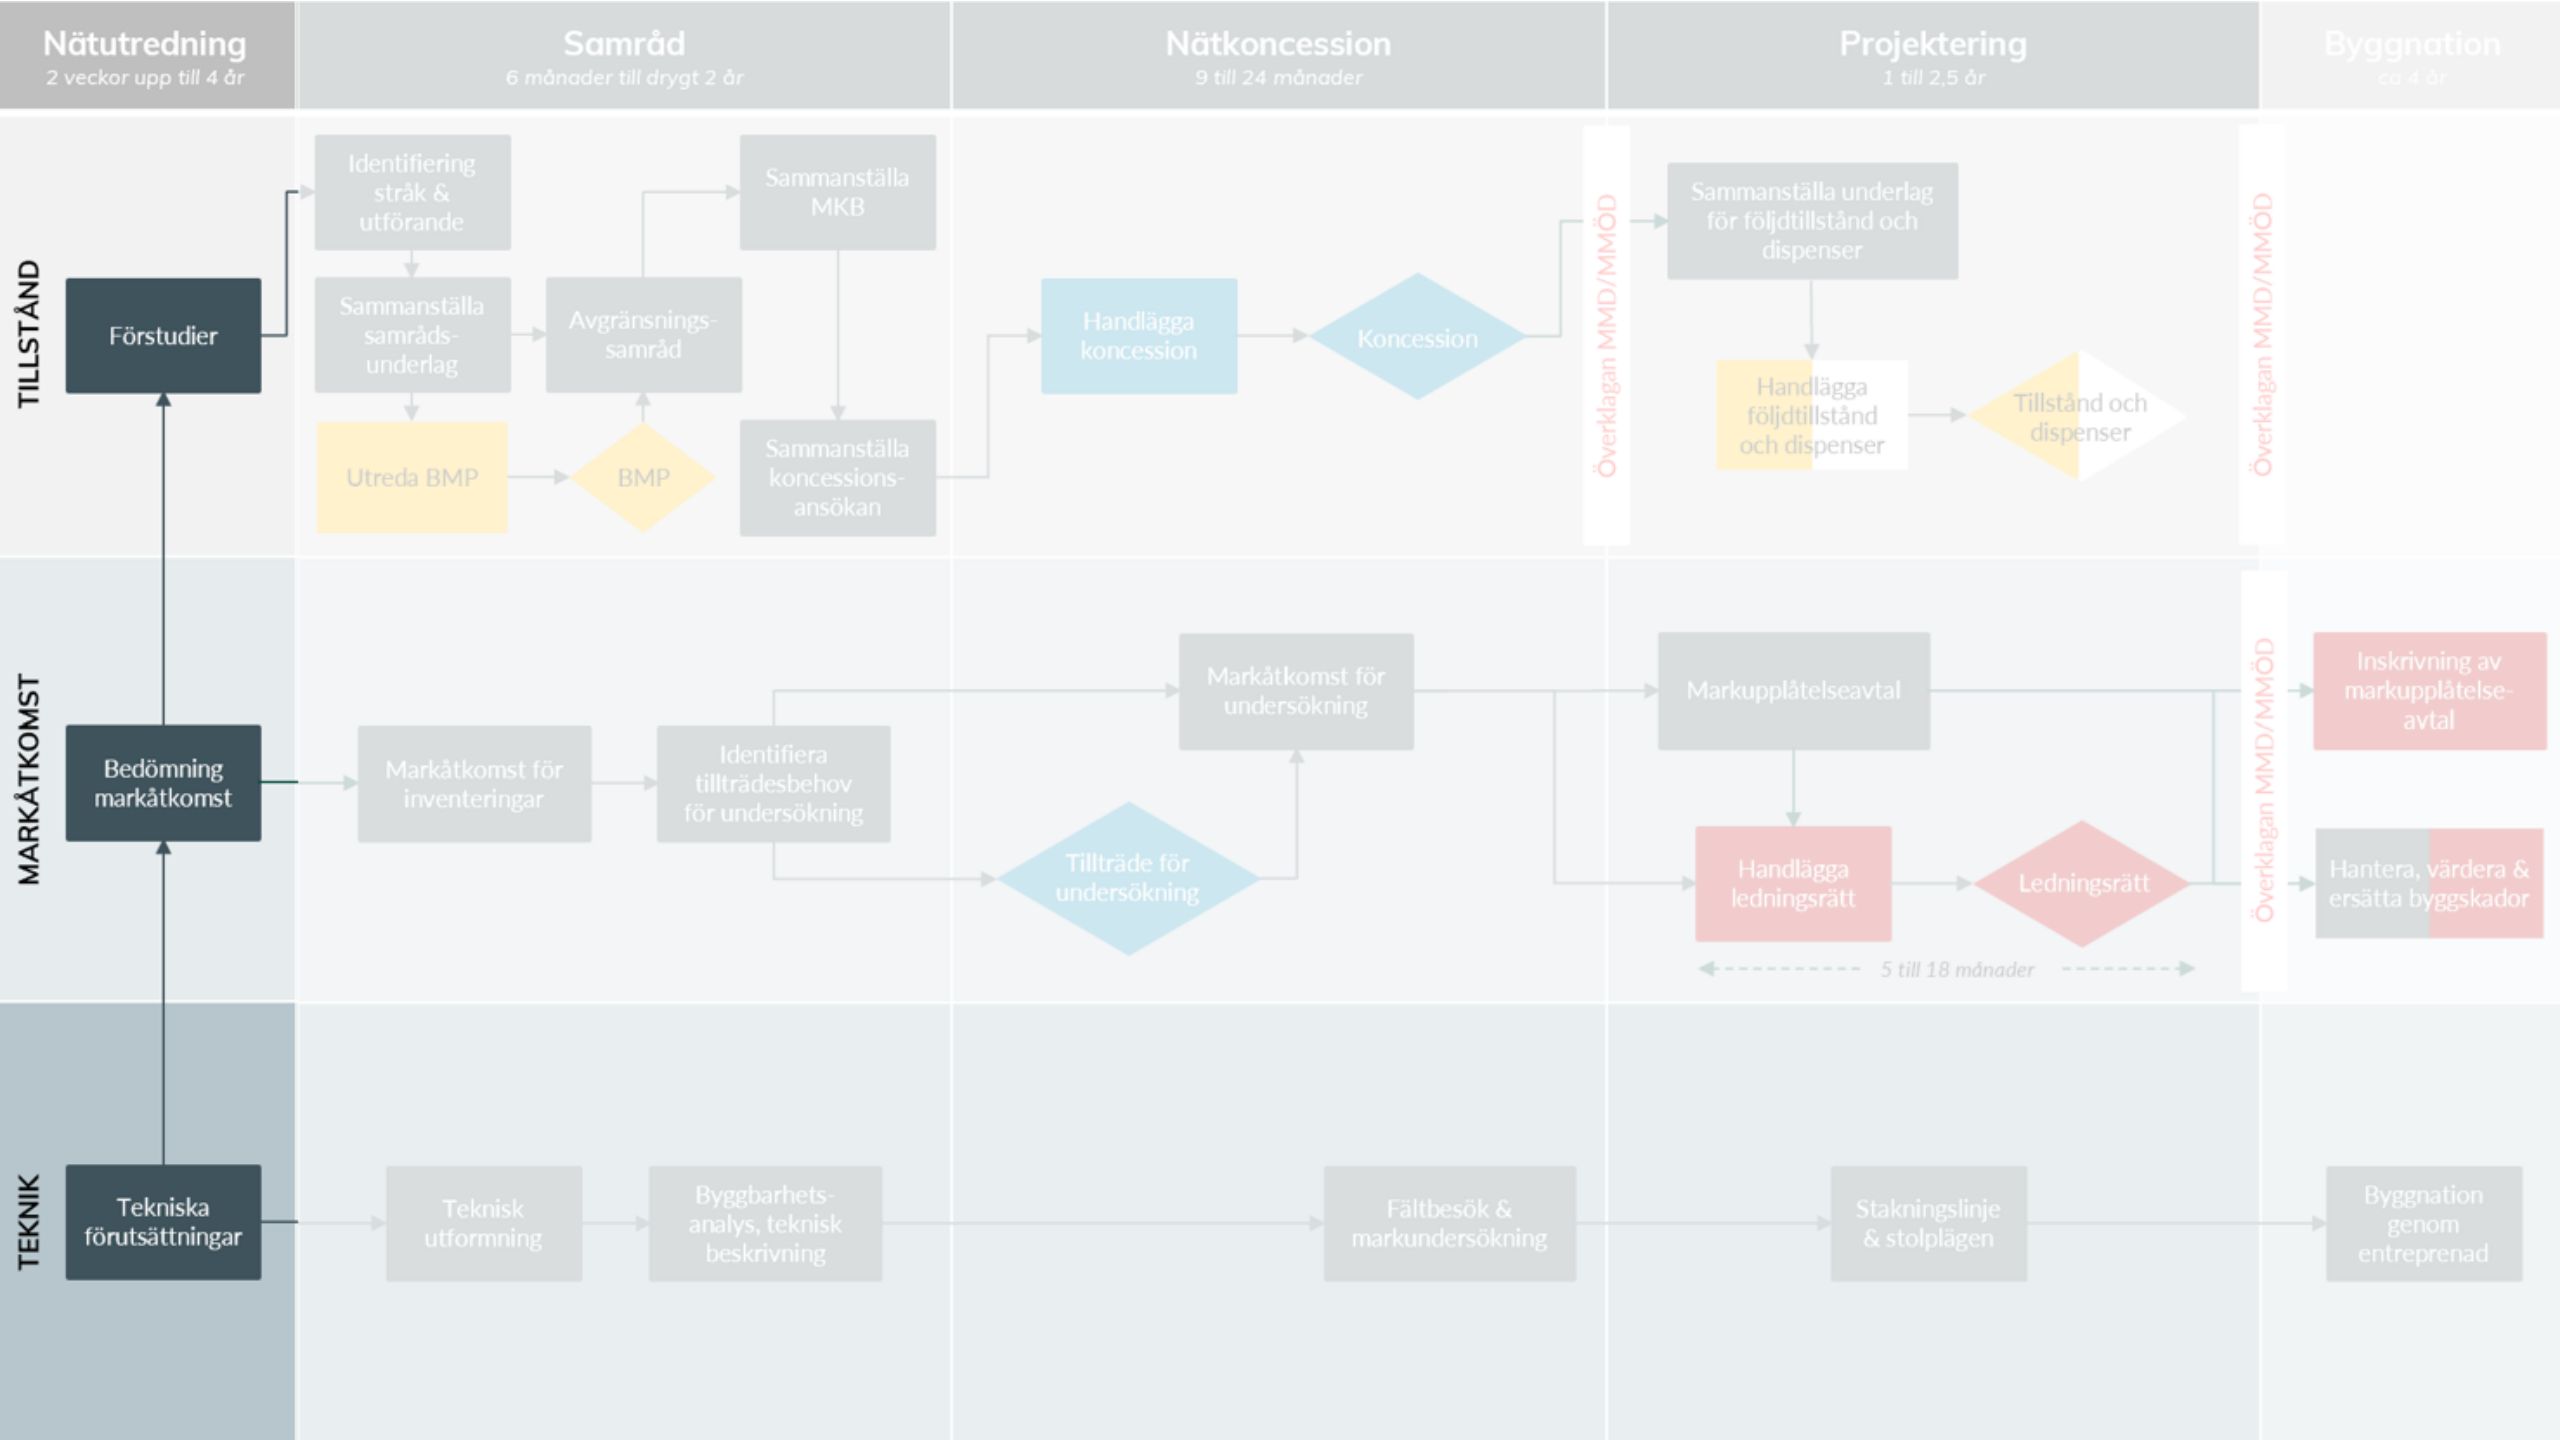 Nätutredning
2 veckor upp till 4 år
Samråd
6 månader till drygt 2 år
Nätkoncession
9 till 24 månader
Projektering
1 till 2,5 år
Byggnation
ca 4 år
TILLSTÅND
Förstudier
Identifiering
stråk &
utförande
Sammanställa
samråds-
underlag
Utreda BMP
BMP
Avgränsnings-
samråd
Sammanställa
MKB
Sammanställa
koncessions-
ansökan
Handlägga
koncession
Koncession
Överklagan MMD/MMÖD
Sammanställa underlag
för följdtillstånd och
dispenser
Handlägga
följdtillstånd
och dispenser
Tillstånd och
dispenser
Överklagan MMD/MMÖD
MARKÅTKOMST
Bedömning
markåtkomst
Markåtkomst för
inventeringar
Identifiera
tillträdesbehov
för undersökning
Tillträde för
undersökning
Markåtkomst för
undersökning
Markupplåtelseavtal
Handlägga
ledningsrätt
Ledningsrätt
5 till 18 månader
Överklagan MMD/MMÖD
Inskrivning av
markupplåtelse-
avtal
Hantera, värdera &
ersätta byggskador
TEKNIK
Tekniska
förutsättningar
Teknisk
utformning
Byggbarhets-
analys, teknisk
beskrivning
Fältbesök &
markundersökning
Stakningslinje
& stolplägen
Byggnation
genom
entreprenad